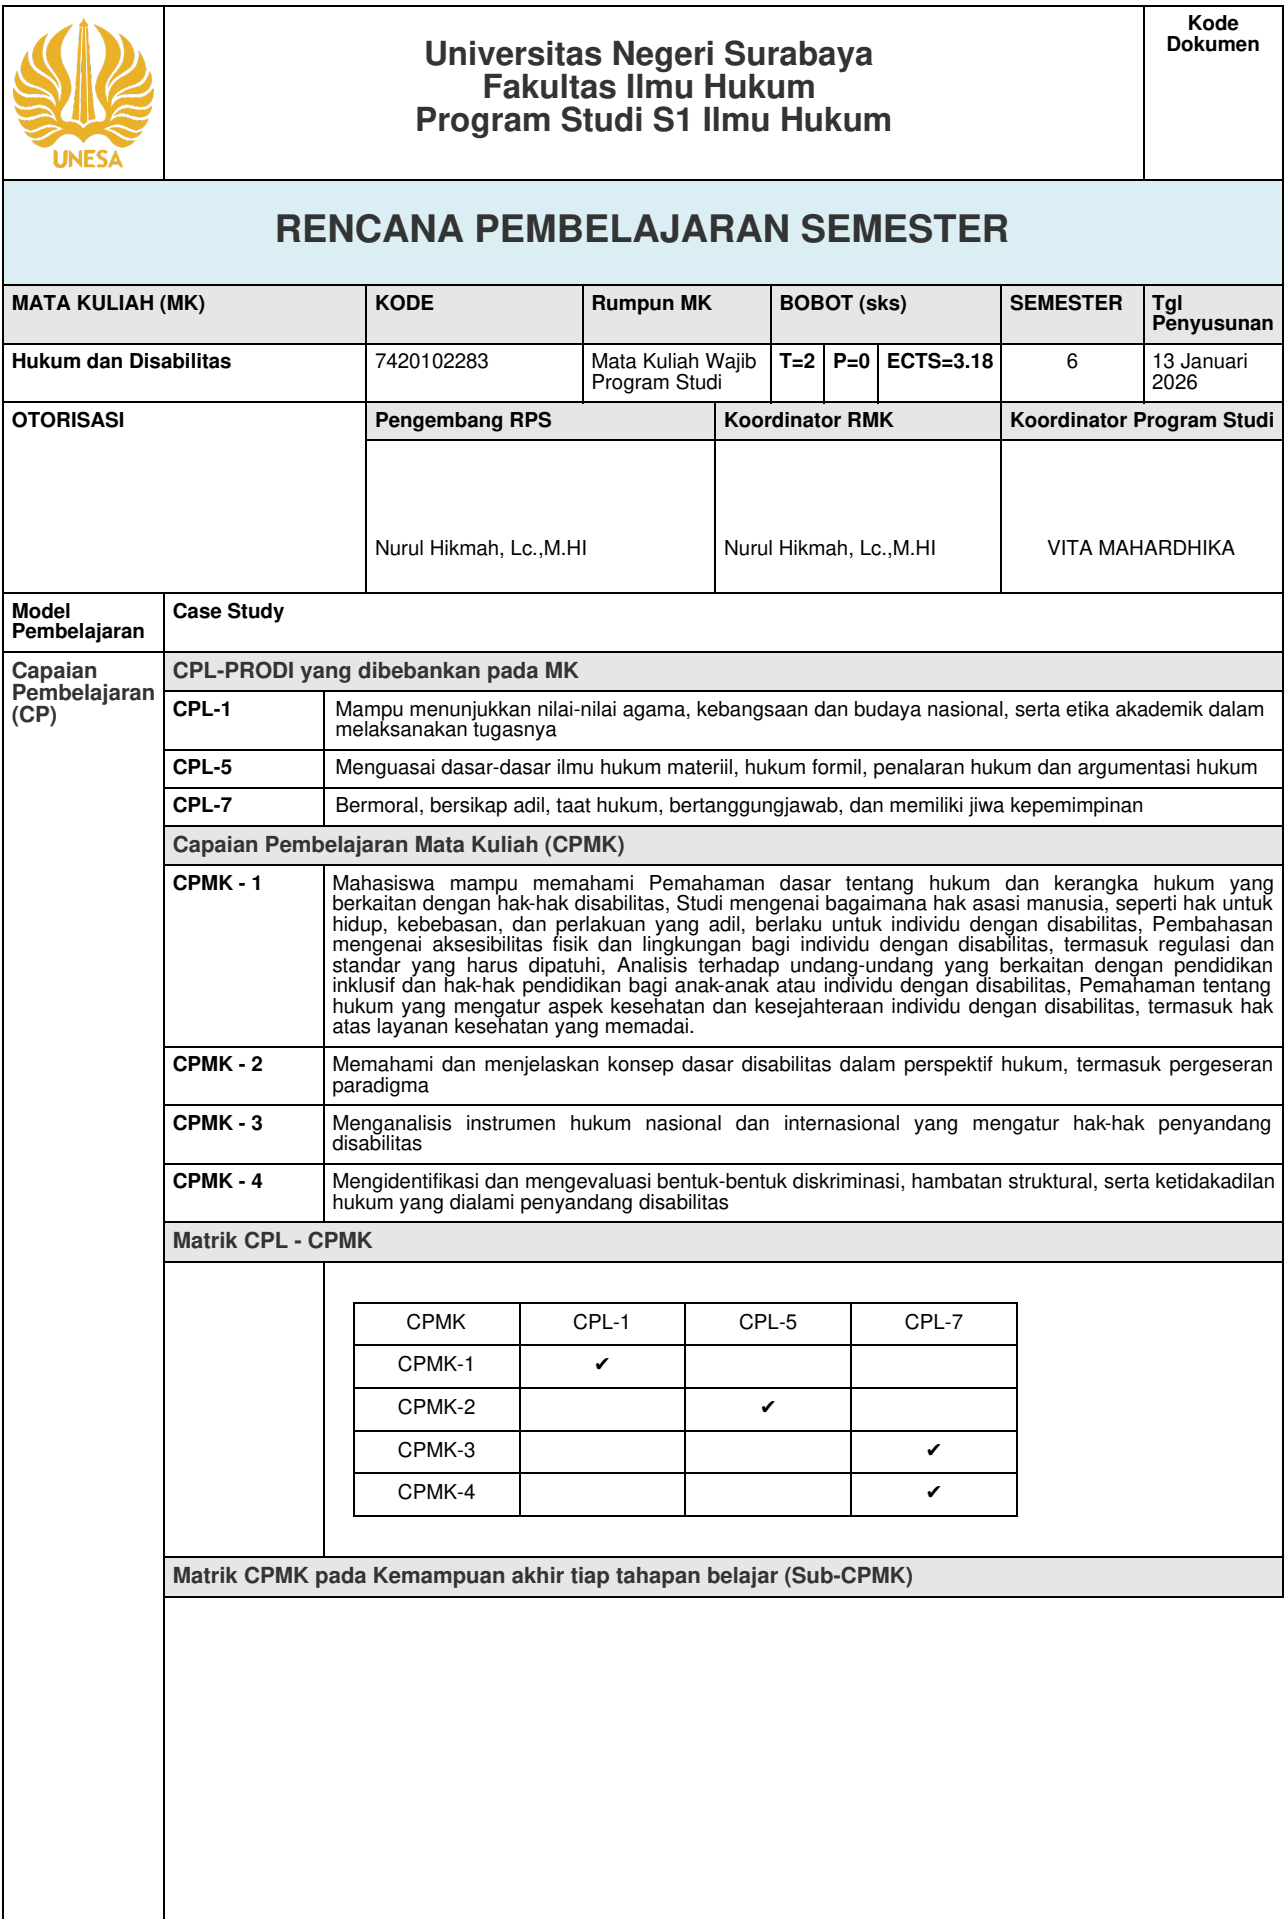 UNESA
Universitas Negeri Surabaya
Fakultas Ilmu Hukum
Program Studi S1 Ilmu Hukum
Kode
Dokumen
RENCANA PEMBELAJARAN SEMESTER
MATA KULIAH (MK) KODE Rumpun MK BOBOT (sks) SEMESTER Tgl
Penyusunan
Hukum dan Disabilitas 7420102283 Mata Kuliah Wajib
Program Studi T=2 P=0 ECTS=3.18 6 13 Januari
2026
OTORISASI Pengembang RPS Koordinator RMK Koordinator Program Studi
Nurul Hikmah, Lc.,M.HI Nurul Hikmah, Lc.,M.HI VITA MAHARDHIKA
Model
Pembelajaran
Case Study
Capaian
Pembelajaran
(CP)
CPL-PRODI yang dibebankan pada MK
CPL-1 Mampu menunjukkan nilai-nilai agama, kebangsaan dan budaya nasional, serta etika akademik dalam
melaksanakan tugasnya
CPL-5 Menguasai dasar-dasar ilmu hukum materiil, hukum formil, penalaran hukum dan argumentasi hukum
CPL-7 Bermoral, bersikap adil, taat hukum, bertanggungjawab, dan memiliki jiwa kepemimpinan
Capaian Pembelajaran Mata Kuliah (CPMK)
CPMK - 1 Mahasiswa mampu memahami Pemahaman dasar tentang hukum dan kerangka hukum yang
berkaitan dengan hak-hak disabilitas, Studi mengenai bagaimana hak asasi manusia, seperti hak untuk
hidup, kebebasan, dan perlakuan yang adil, berlaku untuk individu dengan disabilitas, Pembahasan
mengenai aksesibilitas fisik dan lingkungan bagi individu dengan disabilitas, termasuk regulasi dan
standar yang harus dipatuhi, Analisis terhadap undang-undang yang berkaitan dengan pendidikan
inklusif dan hak-hak pendidikan bagi anak-anak atau individu dengan disabilitas, Pemahaman tentang
hukum yang mengatur aspek kesehatan dan kesejahteraan individu dengan disabilitas, termasuk hak
atas layanan kesehatan yang memadai.
CPMK - 2 Memahami dan menjelaskan konsep dasar disabilitas dalam perspektif hukum, termasuk pergeseran
paradigma
CPMK - 3 Menganalisis instrumen hukum nasional dan internasional yang mengatur hak-hak penyandang
disabilitas
CPMK - 4 Mengidentifikasi dan mengevaluasi bentuk-bentuk diskriminasi, hambatan struktural, serta ketidakadilan
hukum yang dialami penyandang disabilitas
Matrik CPL - CPMK
CPMK CPL-1 CPL-5 CPL-7
CPMK-1 ✔
CPMK-2 ✔
CPMK-3 ✔
CPMK-4 ✔
Matrik CPMK pada Kemampuan akhir tiap tahapan belajar (Sub-CPMK)